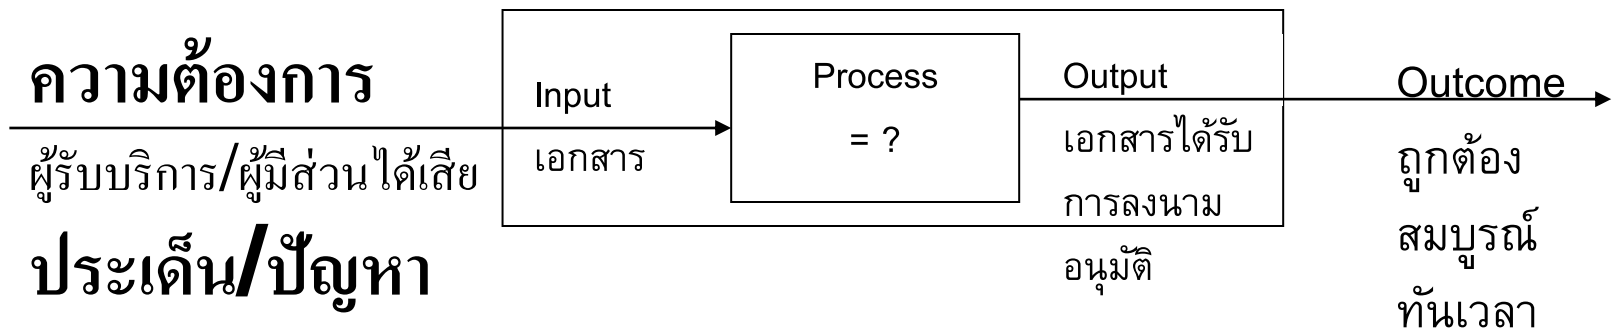 ความต้องการ
ผู้รับบริการ/ผู้มีส่วนได้เสีย
ประเด็น/ปัญหา
Input
เอกสาร
Process
= ?
Output
เอกสารได้รับ
การลงนาม
อนุมัติ
Outcome
ถูกต้อง
สมบูรณ์
ทันเวลา